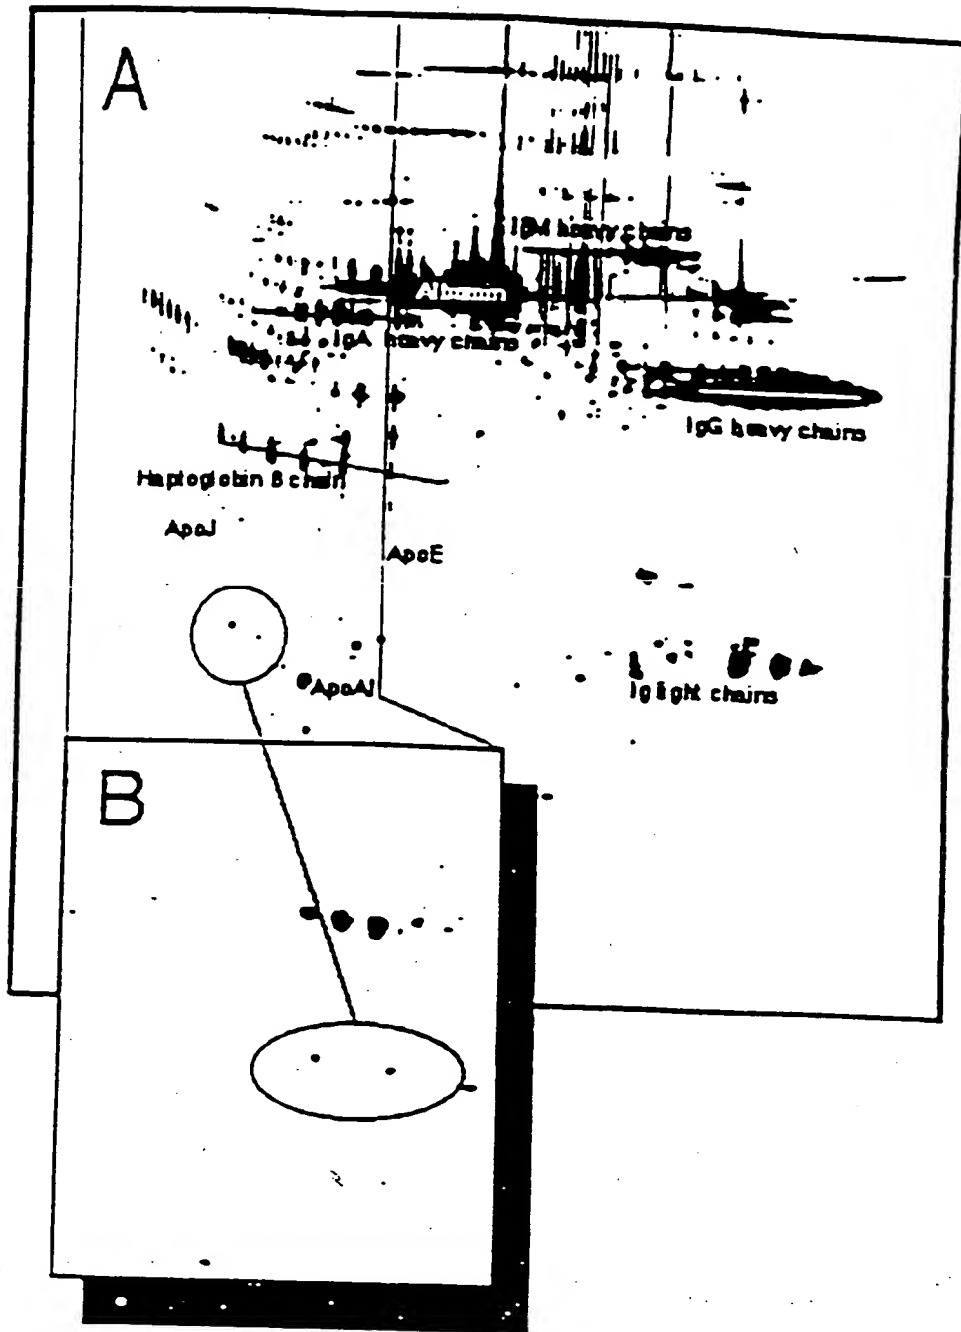 A
IgM heavy chains
Albumin
IgA heavy chains
IgG heavy chains
Haptoglobin B chain
ApoJ
ApoE
ApoAI
Ig light chains
B